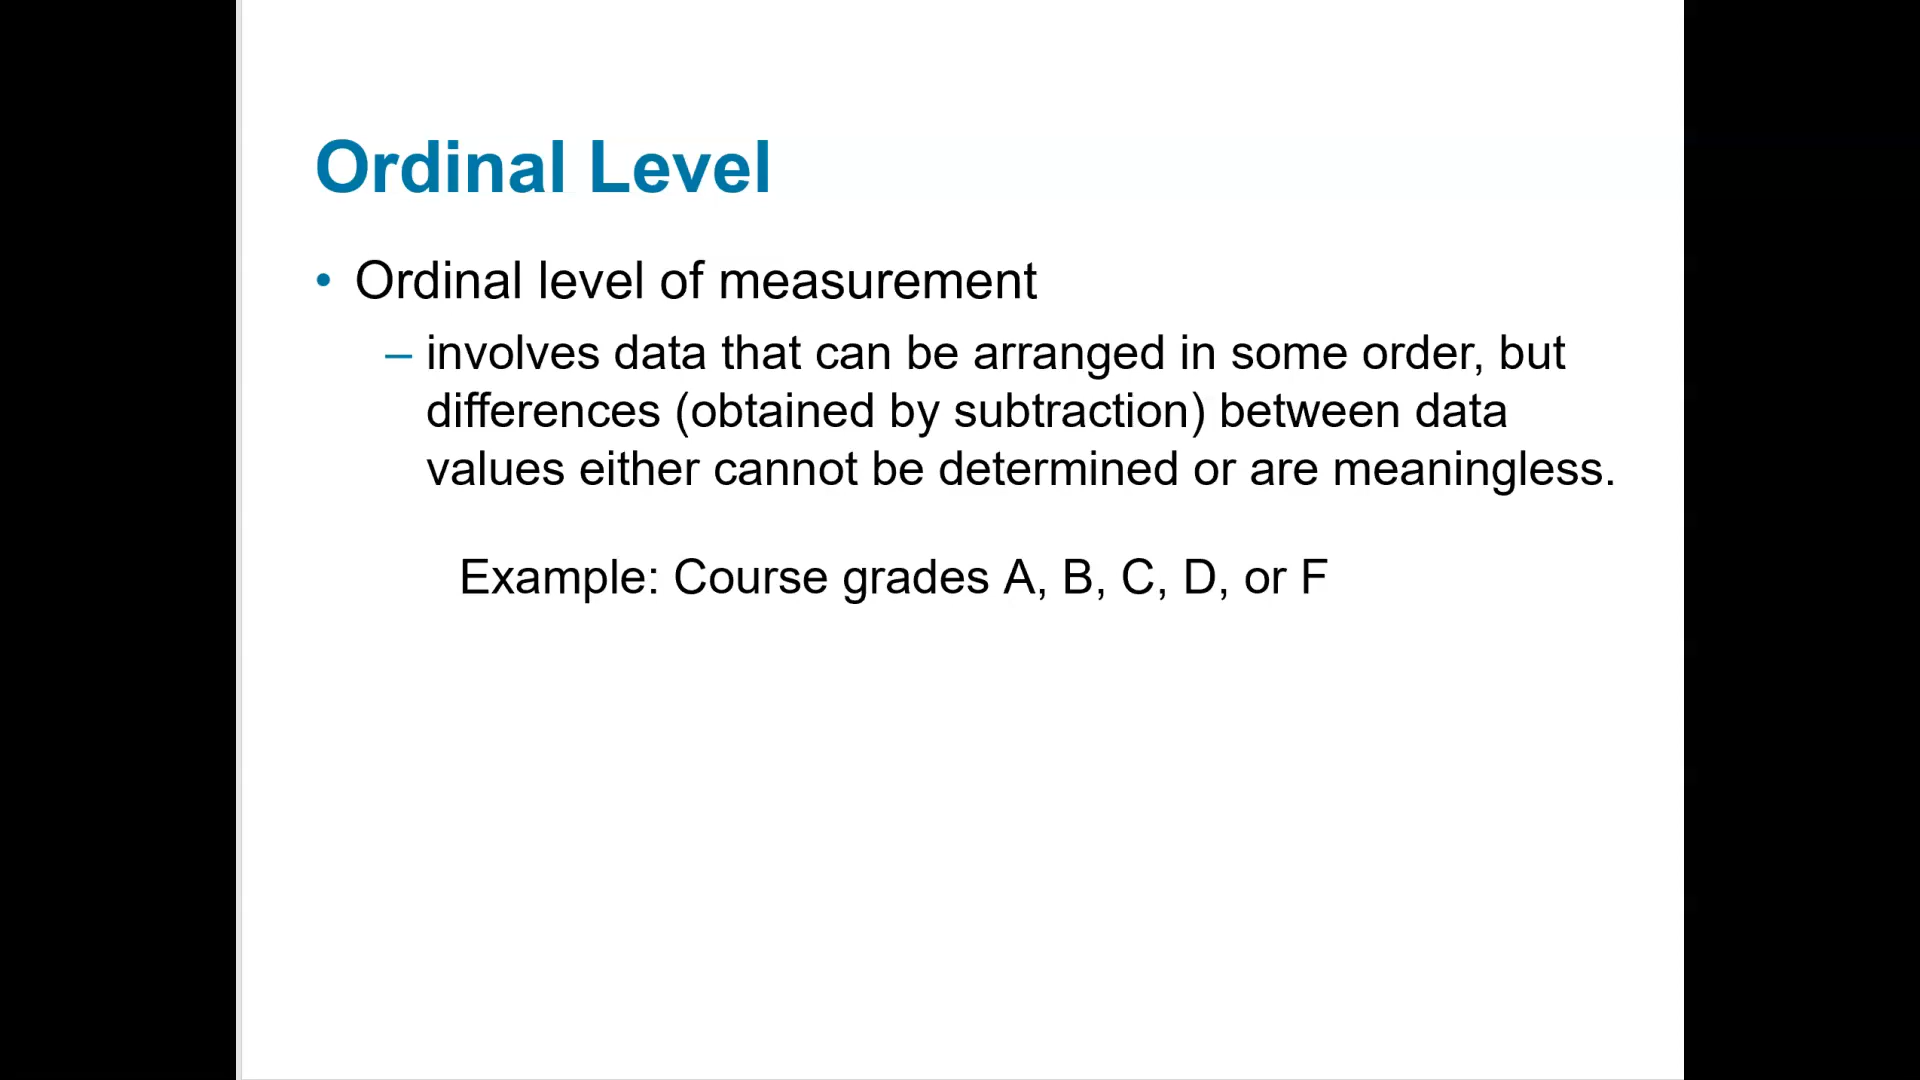 Ordinal Level
• Ordinal level of measurement
– involves data that can be arranged in some order, but
differences (obtained by subtraction) between data
values either cannot be determined or are meaningless.
Example: Course grades A, B, C, D, or F